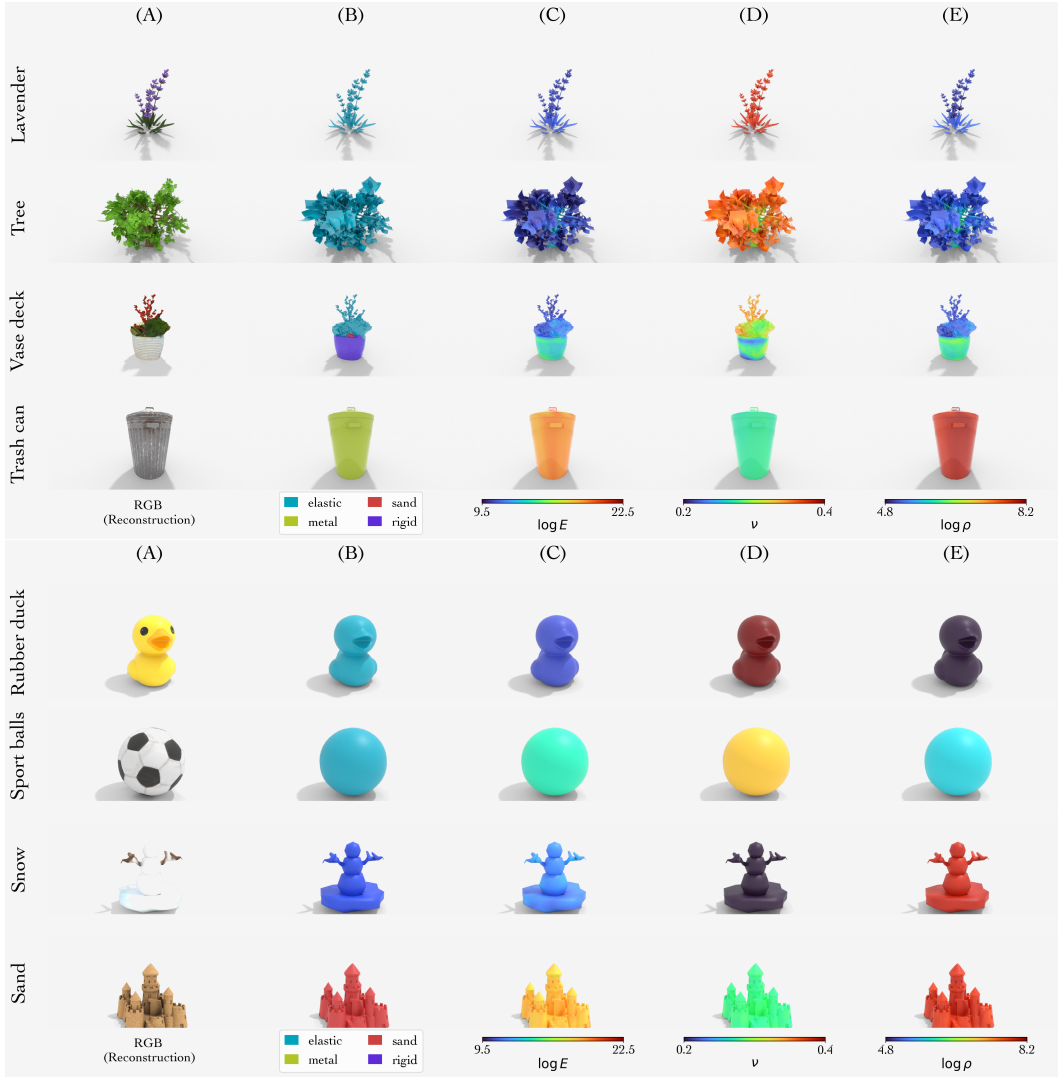 (A) (B) (C) (D) (E)
Lavender
Tree
Vase deck
Trash can
RGB
(Reconstruction)
elastic sand
metal rigid
9.5 log E 22.5
0.2 ν 0.4
4.8 log ρ 8.2
(A) (B) (C) (D) (E)
Rubber duck
Sport balls
Snow
Sand
RGB
(Reconstruction)
elastic sand
metal rigid
9.5 log E 22.5
0.2 ν 0.4
4.8 log ρ 8.2